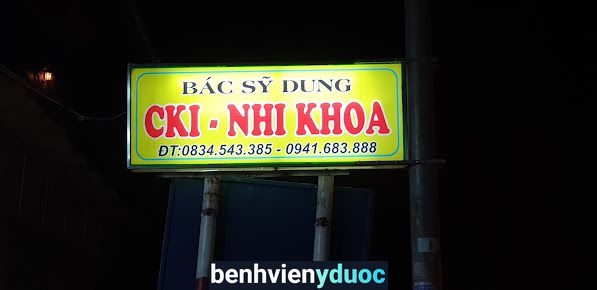 BÁC SỸ DUNG
CKI - NHI KHOA
ĐT:0834.543.385 - 0941.683.888
benhvienyduoc